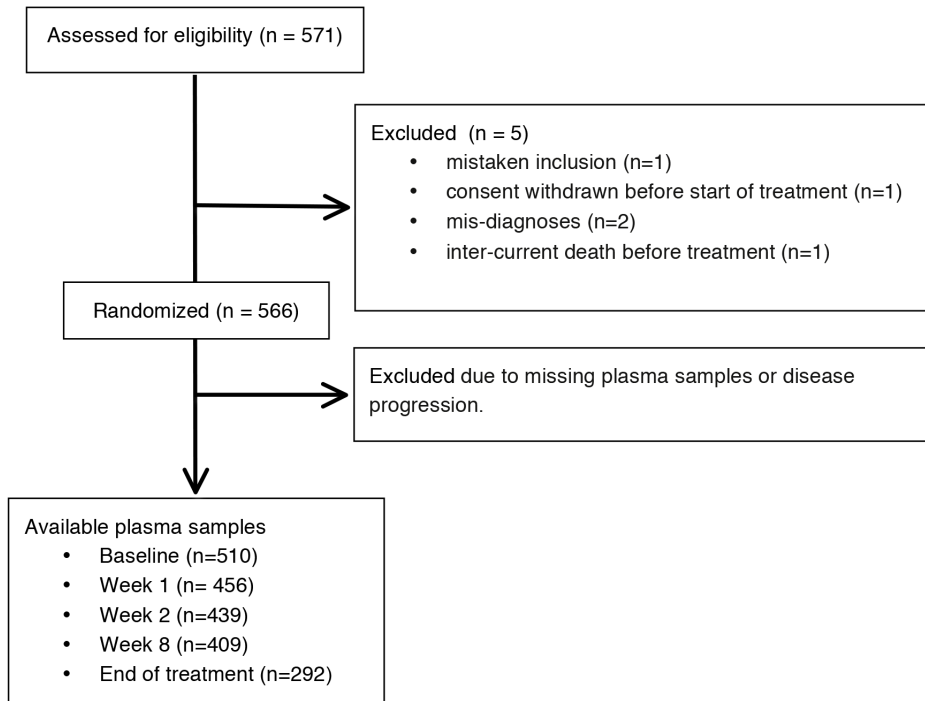 Assessed for eligibility (n = 571)
Excluded  (n = 5)
• mistaken inclusion (n=1)
• consent withdrawn before start of treatment (n=1)
• mis-diagnoses (n=2)
• inter-current death before treatment (n=1)
Randomized (n = 566)
Excluded due to missing plasma samples or disease
progression.
Available plasma samples
• Baseline (n=510)
• Week 1 (n= 456)
• Week 2 (n=439)
• Week 8 (n=409)
• End of treatment (n=292)